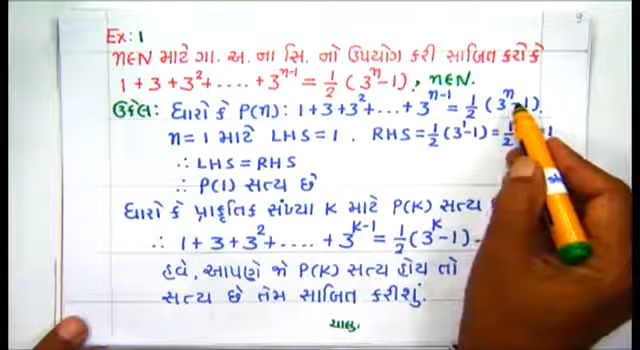 9
Ex: 1
n∈N માટે ગા. અ. ના સિ. નો ઉપયોગ કરી સાબિત કરો કે
1 + 3 + 3² + .... + 3ⁿ⁻¹ = 1/2 (3ⁿ-1) , n∈N.
ઉકેલ: ધારો કે P(n): 1 + 3 + 3² + ... + 3ⁿ⁻¹ = 1/2 (3ⁿ-1).
n = 1 માટે LHS = 1 . RHS = 1/2 (3¹-1) = 1/2 1
∴ LHS = RHS
∴ P(1) સત્ય છે
ધારો કે પ્રાકૃતિક સંખ્યા K માટે P(K) સત્ય
∴ 1 + 3 + 3² + .... + 3ᴷ⁻¹ = 1/2 (3ᴷ-1) -
હવે, આપણે જો P(K) સત્ય હોય તો
સત્ય છે તેમ સાબિત કરીશું.
ચાલુ.